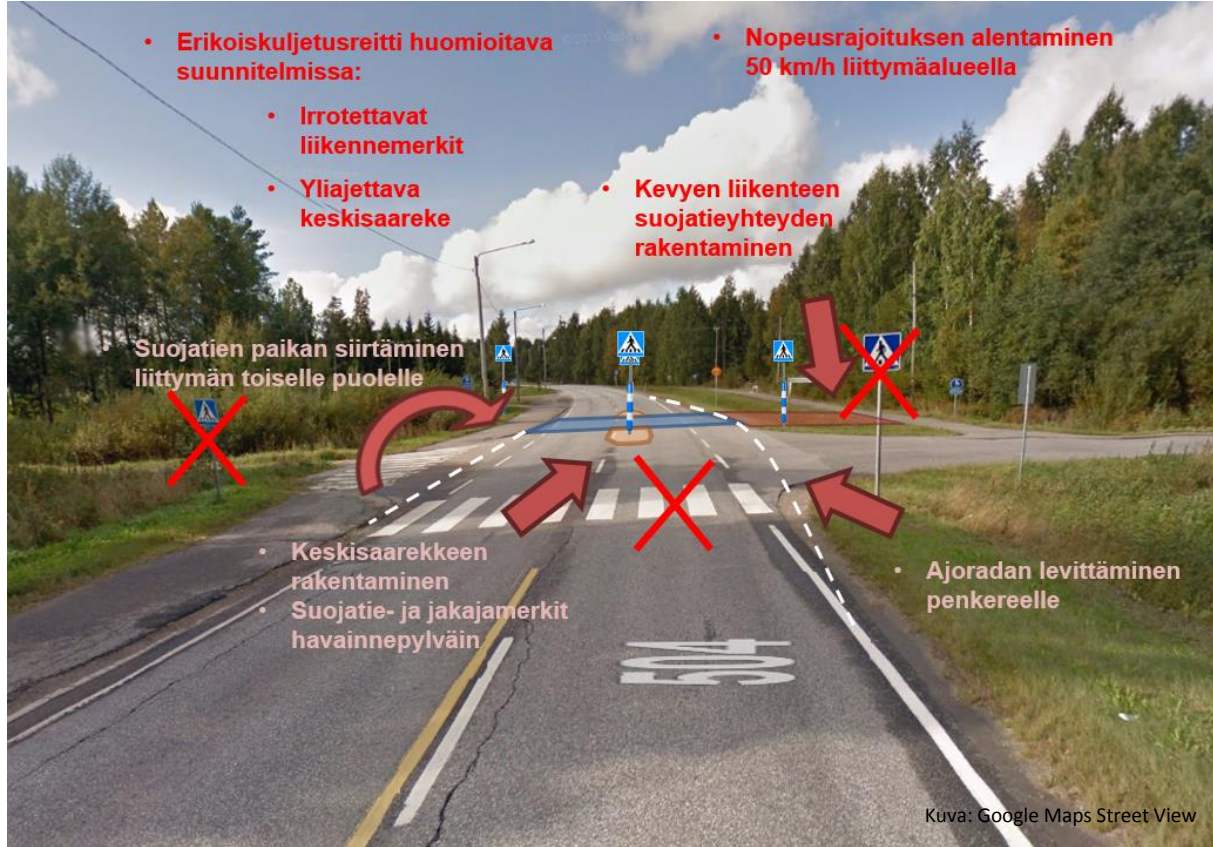 • Erikoiskuljetusreitti huomioitava
suunnitelmissa:
• Irrotettavat
liikennemerkit
• Yliajettava
keskisaareke
• Nopeusrajoituksen alentaminen
50 km/h liittymäalueella
• Kevyen liikenteen
suojatieyhteyden
rakentaminen
• Suojatien paikan siirtäminen
liittymän toiselle puolelle
• Keskisaarekkeen
rakentaminen
• Suojatie- ja jakajamerkit
havainnepylväin
• Ajoradan levittäminen
penkereelle
504
Kuva: Google Maps Street View